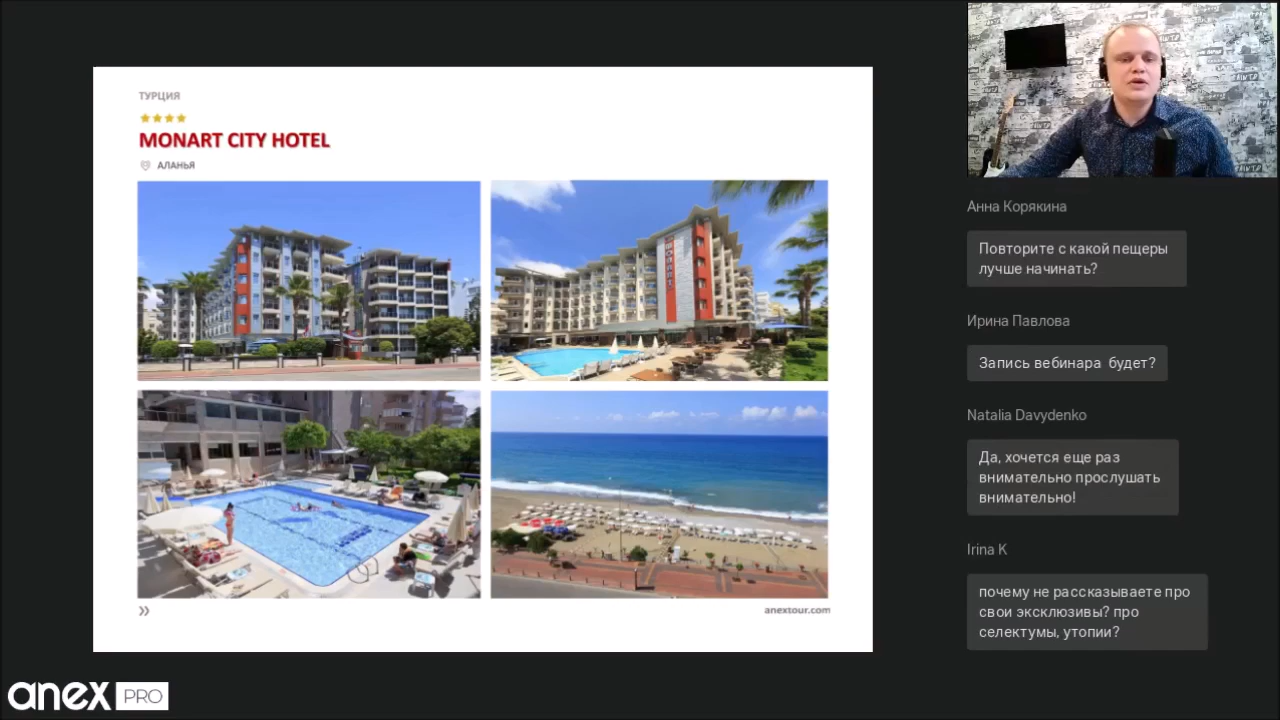 ТУРЦИЯ
MONART CITY HOTEL
АЛАНЬЯ
MONART
anextour.com
anex PRO
Анна Корякина
Повторите с какой пещеры
лучше начинать?
Ирина Павлова
Запись вебинара будет?
Natalia Davydenko
Да, хочется еще раз
внимательно прослушать
внимательно!
Irina K
почему не рассказываете про
свои эксклюзивы? про
селектумы, утопии?